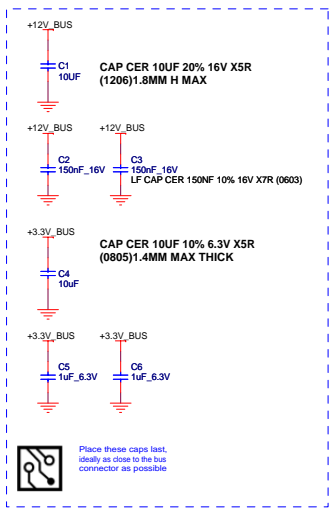 +12V_BUS
C1
10UF
CAP CER 10UF 20% 16V X5R
(1206)1.8MM H MAX
+12V_BUS +12V_BUS
C2 C3
150nF_16V 150nF_16V
LF CAP CER 150NF 10% 16V X7R (0603)
+3.3V_BUS
CAP CER 10UF 10% 6.3V X5R
(0805)1.4MM MAX THICK
C4
10uF
+3.3V_BUS +3.3V_BUS
C5 C6
1uF_6.3V 1uF_6.3V
Place these caps last,
ideally as close to the bus
connector as possible